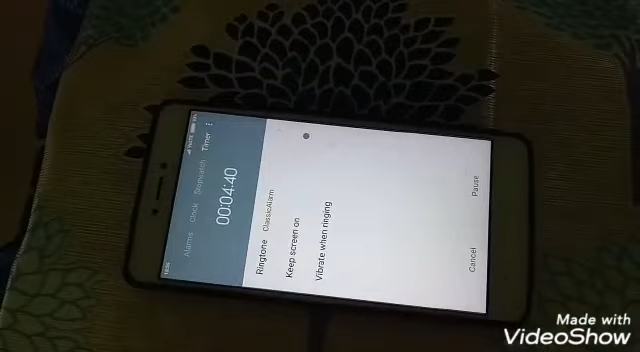 Alarms Clock Stopwatch Timer
00:04:40
Ringtone ClassicAlarm
Keep screen on
Vibrate when ringing
Cancel Pause
Made with
VideoShow